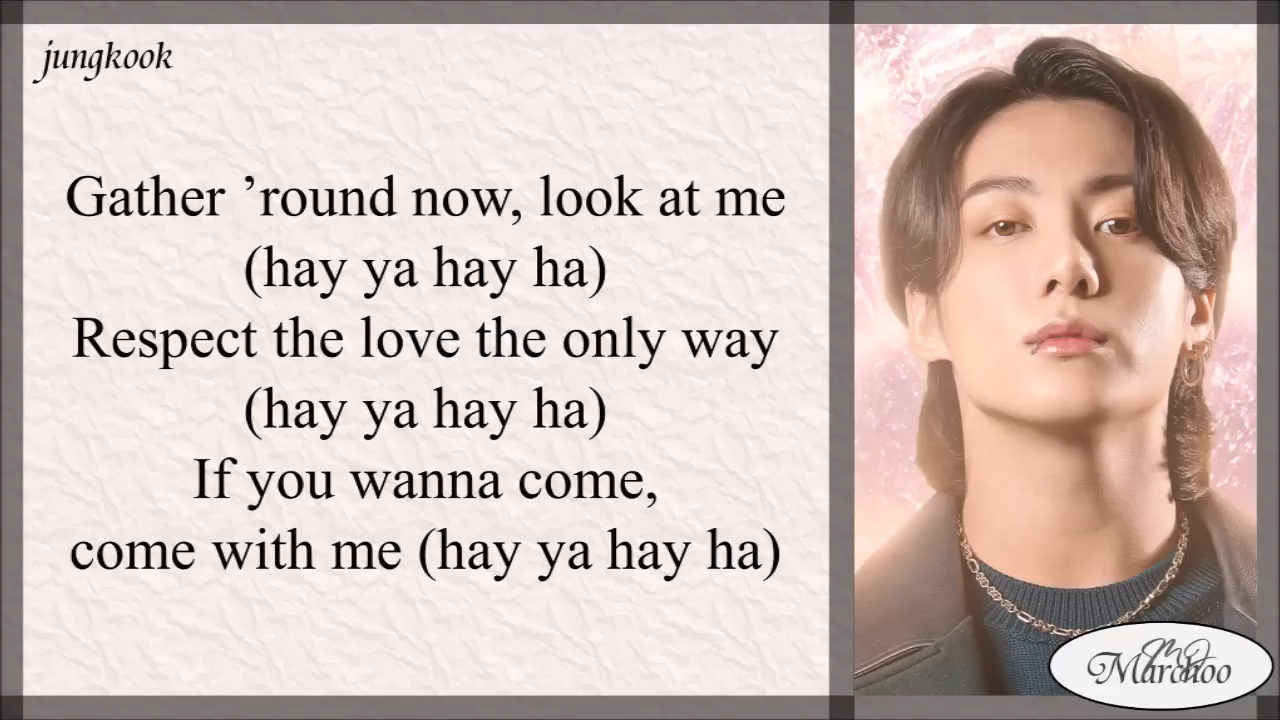 jungkook
Gather ’round now, look at me
(hay ya hay ha)
Respect the love the only way
(hay ya hay ha)
If you wanna come,
come with me (hay ya hay ha)
Marchoo